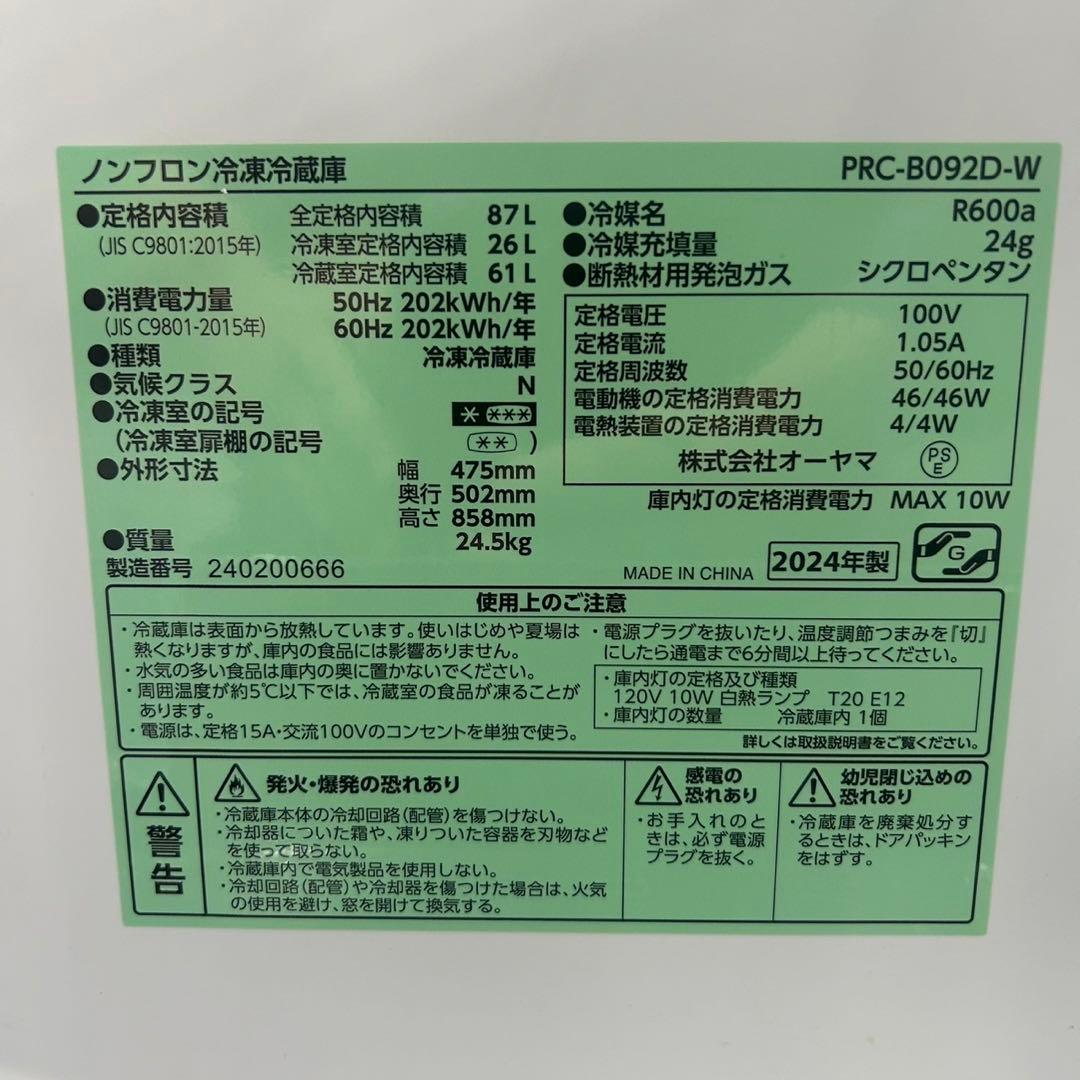 ノンフロン冷凍冷蔵庫 PRC-B092D-W
●定格内容積 全定格内容積 87L
(JIS C9801:2015年) 冷凍室定格内容積 26L
冷蔵室定格内容積 61L
●消費電力量 50Hz 202kWh/年
(JIS C9801-2015年) 60Hz 202kWh/年
●種類 冷凍冷蔵庫
●気候クラス N
●冷凍室の記号 * ***
(冷凍室扉棚の記号 ** )
●外形寸法 幅 475mm
奥行 502mm
高さ 858mm
●質量 24.5kg
製造番号 240200666
●冷媒名 R600a
●冷媒充填量 24g
●断熱材用発泡ガス シクロペンタン
定格電圧 100V
定格電流 1.05A
定格周波数 50/60Hz
電動機の定格消費電力 46/46W
電熱装置の定格消費電力 4/4W
株式会社オーヤマ PSE
庫内灯の定格消費電力 MAX 10W
MADE IN CHINA 2024年製 G
使用上のご注意
・冷蔵庫は表面から放熱しています。使いはじめや夏場は
熱くなりますが、庫内の食品には影響ありません。
・水気の多い食品は庫内の奥に置かないでください。
・周囲温度が約5℃以下では、冷蔵室の食品が凍ることが
あります。
・電源は、定格15A・交流100Vのコンセントを単独で使う。
・電源プラグを抜いたり、温度調節つまみを『切』
にしたら通電まで6分間以上待ってください。
・庫内灯の定格及び種類
120V 10W 白熱ランプ T20 E12
・庫内灯の数量 冷蔵庫内 1個
詳しくは取扱説明書をご覧ください。
警告
発火・爆発の恐れあり
・冷蔵庫本体の冷却回路(配管)を傷つけない。
・冷却器についた霜や、凍りついた容器を刃物など
を使って取らない。
・冷蔵庫内で電気製品を使用しない。
・冷却回路(配管)や冷却器を傷つけた場合は、火気
の使用を避け、窓を開けて換気する。
感電の
恐れあり
・お手入れのと
きは、必ず電源
プラグを抜く。
幼児閉じ込めの
恐れあり
・冷蔵庫を廃棄処分す
るときは、ドアパッキン
をはずす。